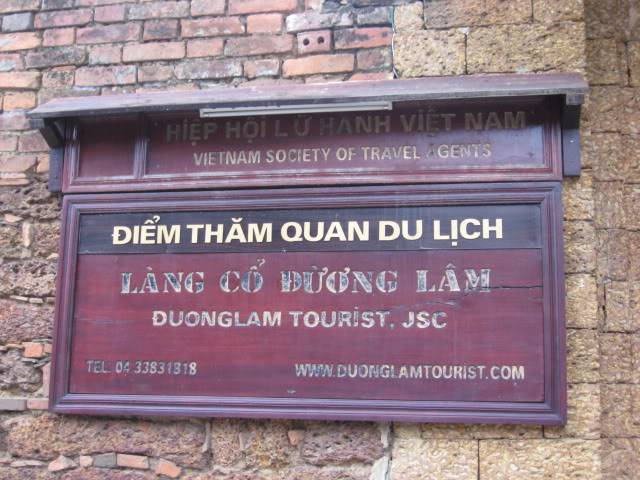 HIỆP HỘI LỮ HÀNH VIỆT NAM
VIETNAM SOCIETY OF TRAVEL AGENTS
ĐIỂM THĂM QUAN DU LỊCH
LÀNG CỔ ĐƯỜNG LÂM
ĐUONGLAM TOURIST, JSC
TEL: 04 33831818
WWW.DUONGLAMTOURIST.COM